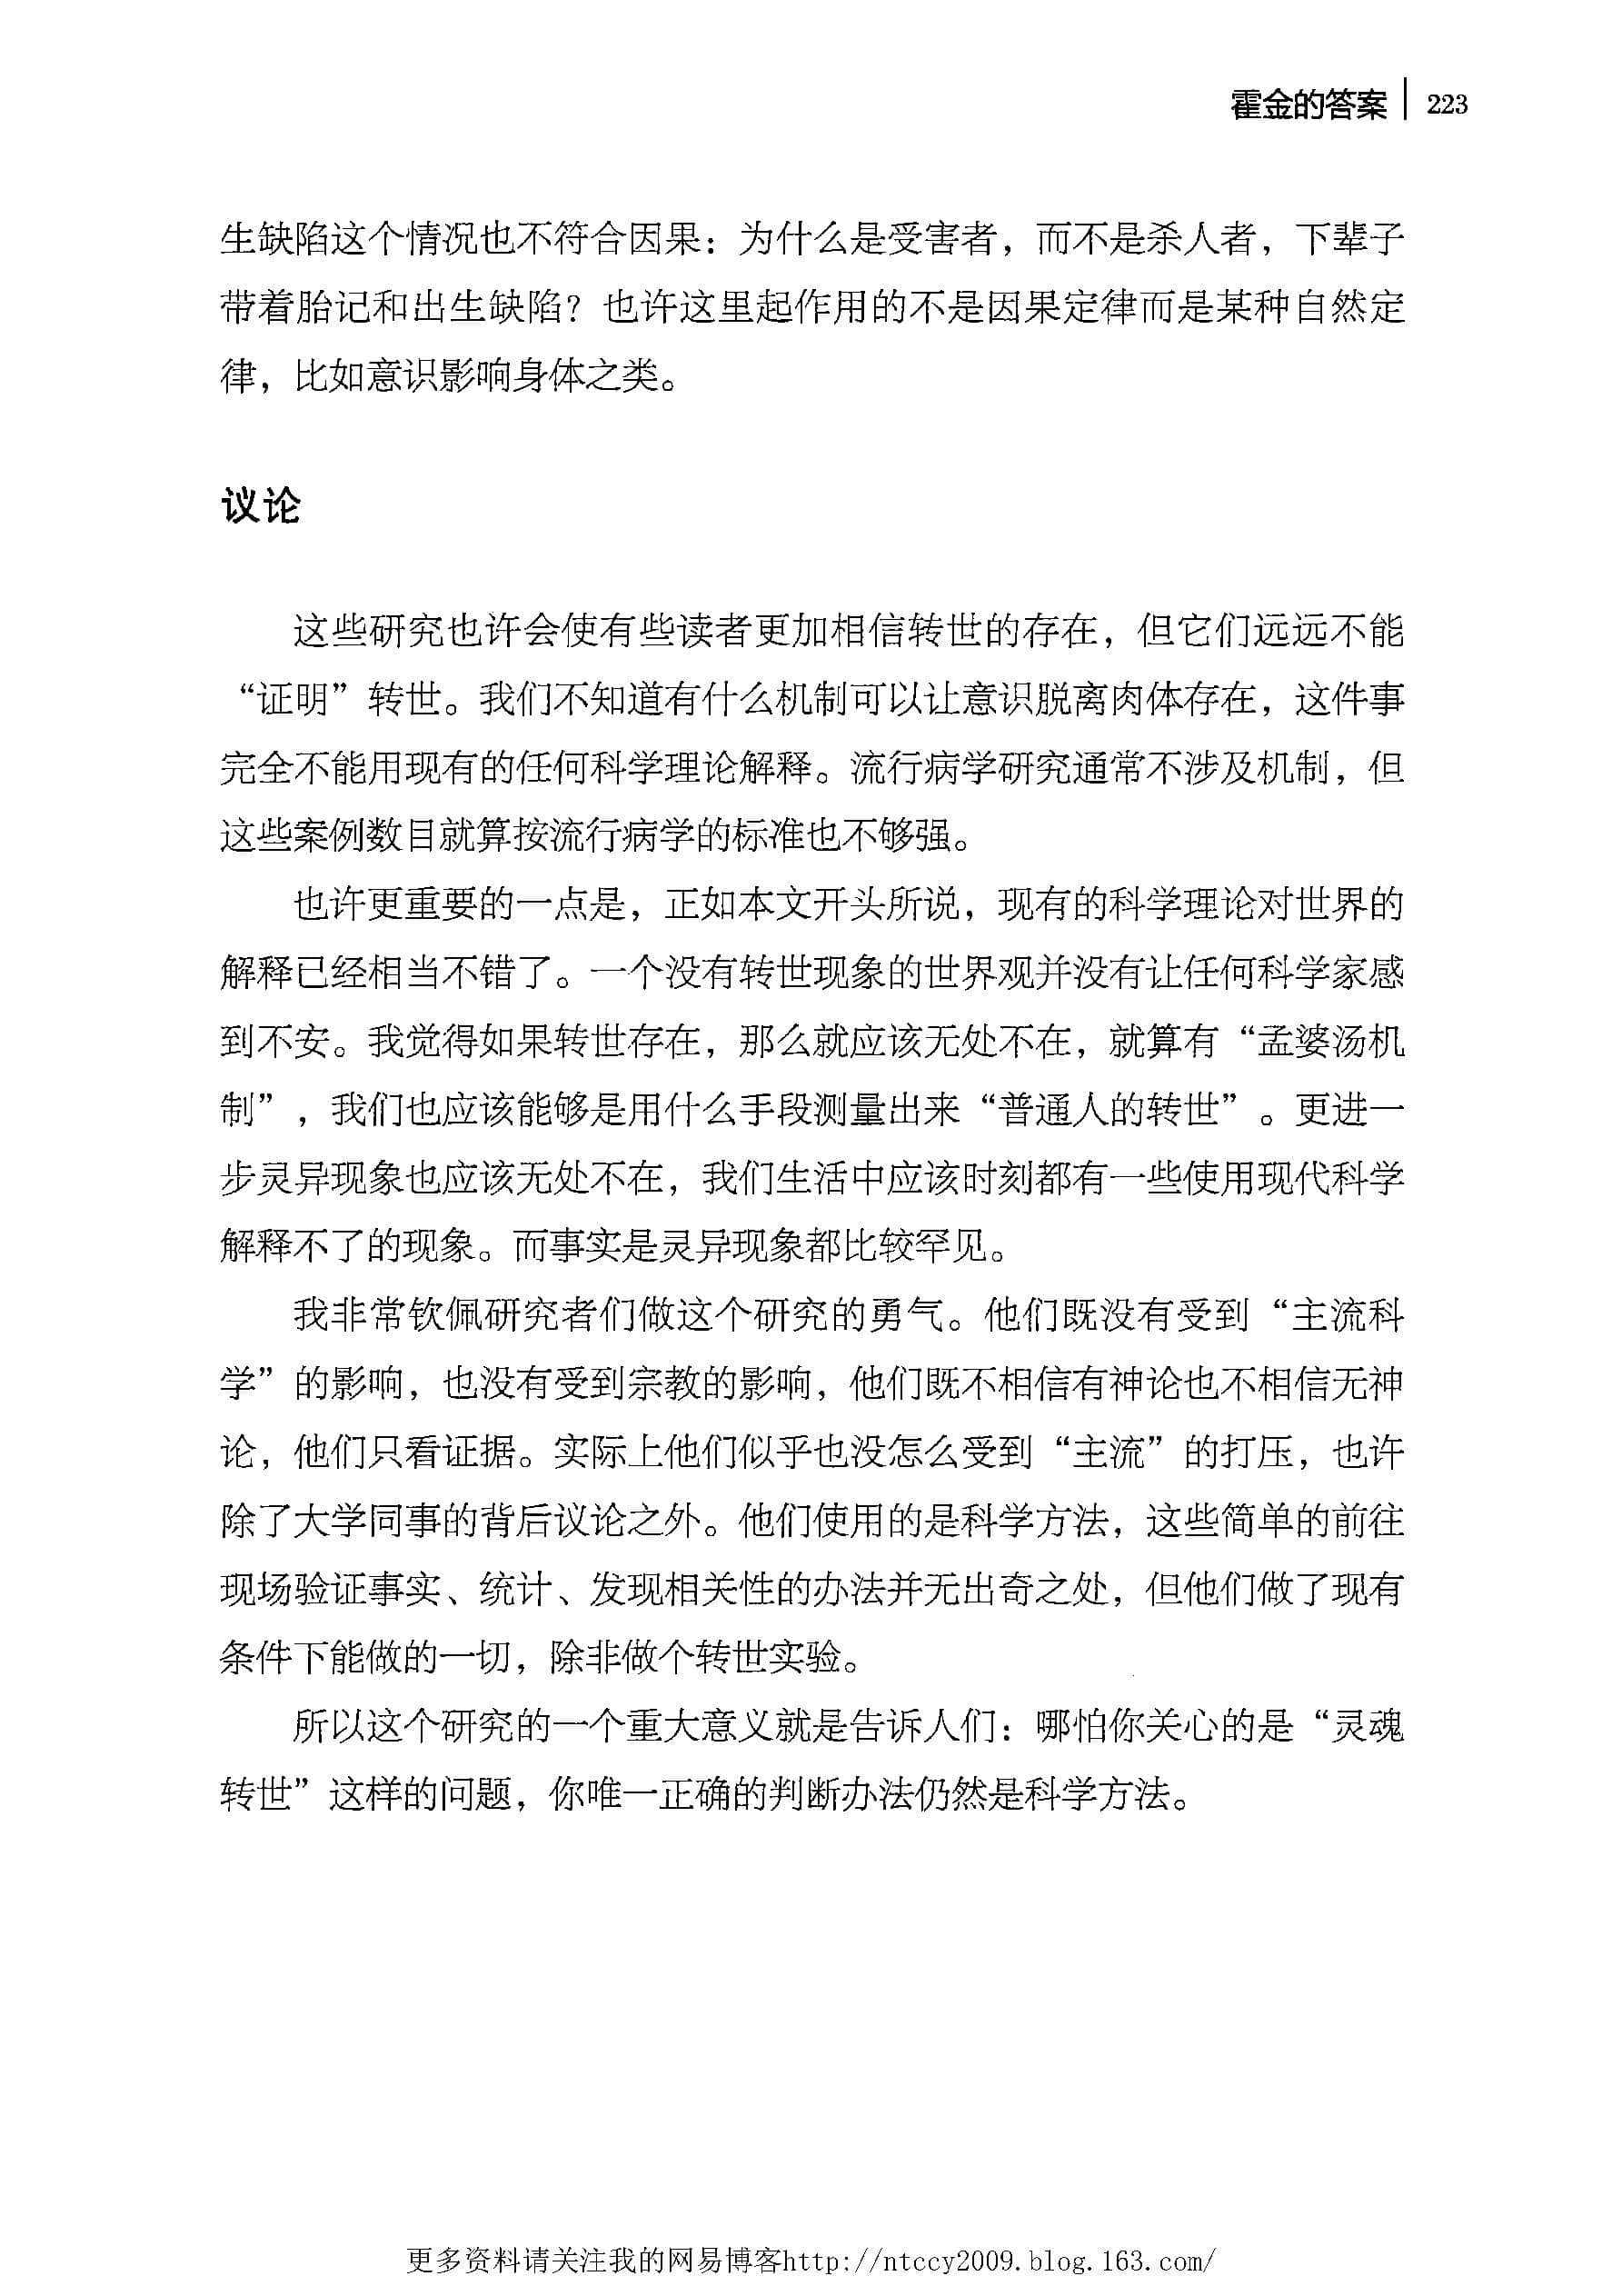 霍金的答案 223
生缺陷这个情况也不符合因果：为什么是受害者，而不是杀人者，下辈子
带着胎记和出生缺陷？也许这里起作用的不是因果定律而是某种自然定
律，比如意识影响身体之类。
议论
这些研究也许会使有些读者更加相信转世的存在，但它们远远不能
“证明”转世。我们不知道有什么机制可以让意识脱离肉体存在，这件事
完全不能用现有的任何科学理论解释。流行病学研究通常不涉及机制，但
这些案例数目就算按流行病学的标准也不够强。
也许更重要的一点是，正如本文开头所说，现有的科学理论对世界的
解释已经相当不错了。一个没有转世现象的世界观并没有让任何科学家感
到不安。我觉得如果转世存在，那么就应该无处不在，就算有“孟婆汤机
制”，我们也应该能够是用什么手段测量出来“普通人的转世”。更进一
步灵异现象也应该无处不在，我们生活中应该时刻都有一些使用现代科学
解释不了的现象。而事实是灵异现象都比较罕见。
我非常钦佩研究者们做这个研究的勇气。他们既没有受到“主流科
学”的影响，也没有受到宗教的影响，他们既不相信有神论也不相信无神
论，他们只看证据。实际上他们似乎也没怎么受到“主流”的打压，也许
除了大学同事的背后议论之外。他们使用的是科学方法，这些简单的前往
现场验证事实、统计、发现相关性的办法并无出奇之处，但他们做了现有
条件下能做的一切，除非做个转世实验。
所以这个研究的一个重大意义就是告诉人们：哪怕你关心的是“灵魂
转世”这样的问题，你唯一正确的判断办法仍然是科学方法。
更多资料请关注我的网易博客http://ntccy2009.blog.163.com/